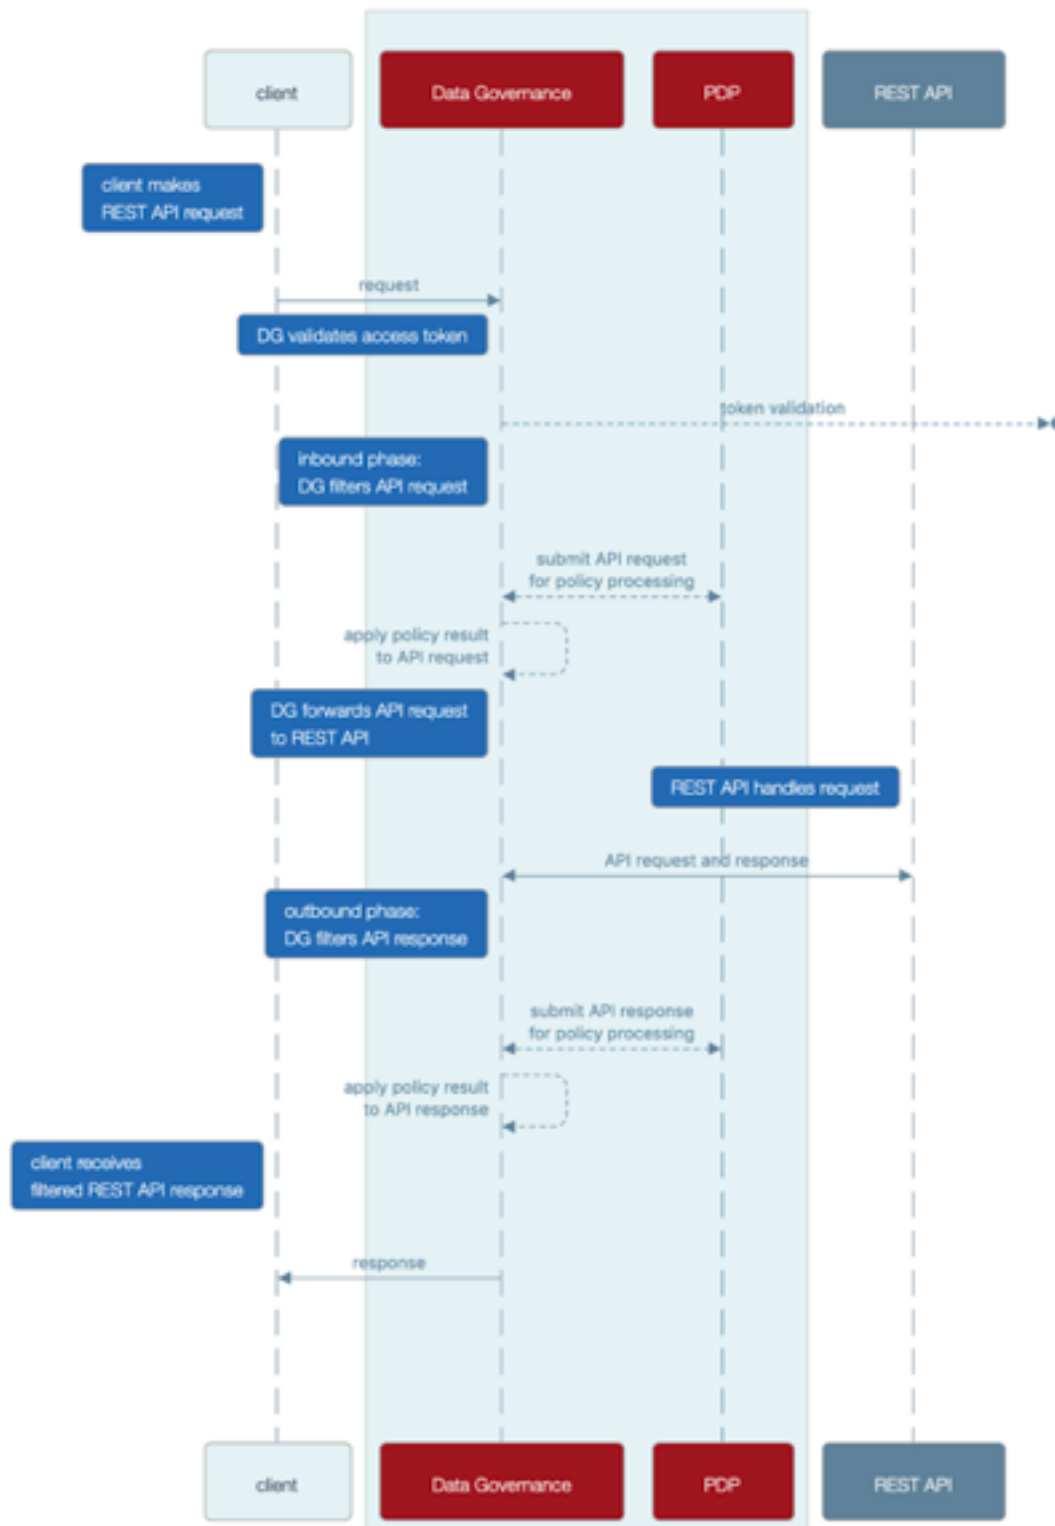 client
Data Governance
PDP
REST API
client makes
REST API request
request
DG validates access token
token validation
inbound phase:
DG filters API request
submit API request
for policy processing
apply policy result
to API request
DG forwards API request
to REST API
REST API handles request
API request and response
outbound phase:
DG filters API response
submit API response
for policy processing
apply policy result
to API response
client receives
filtered REST API response
response
client
Data Governance
PDP
REST API